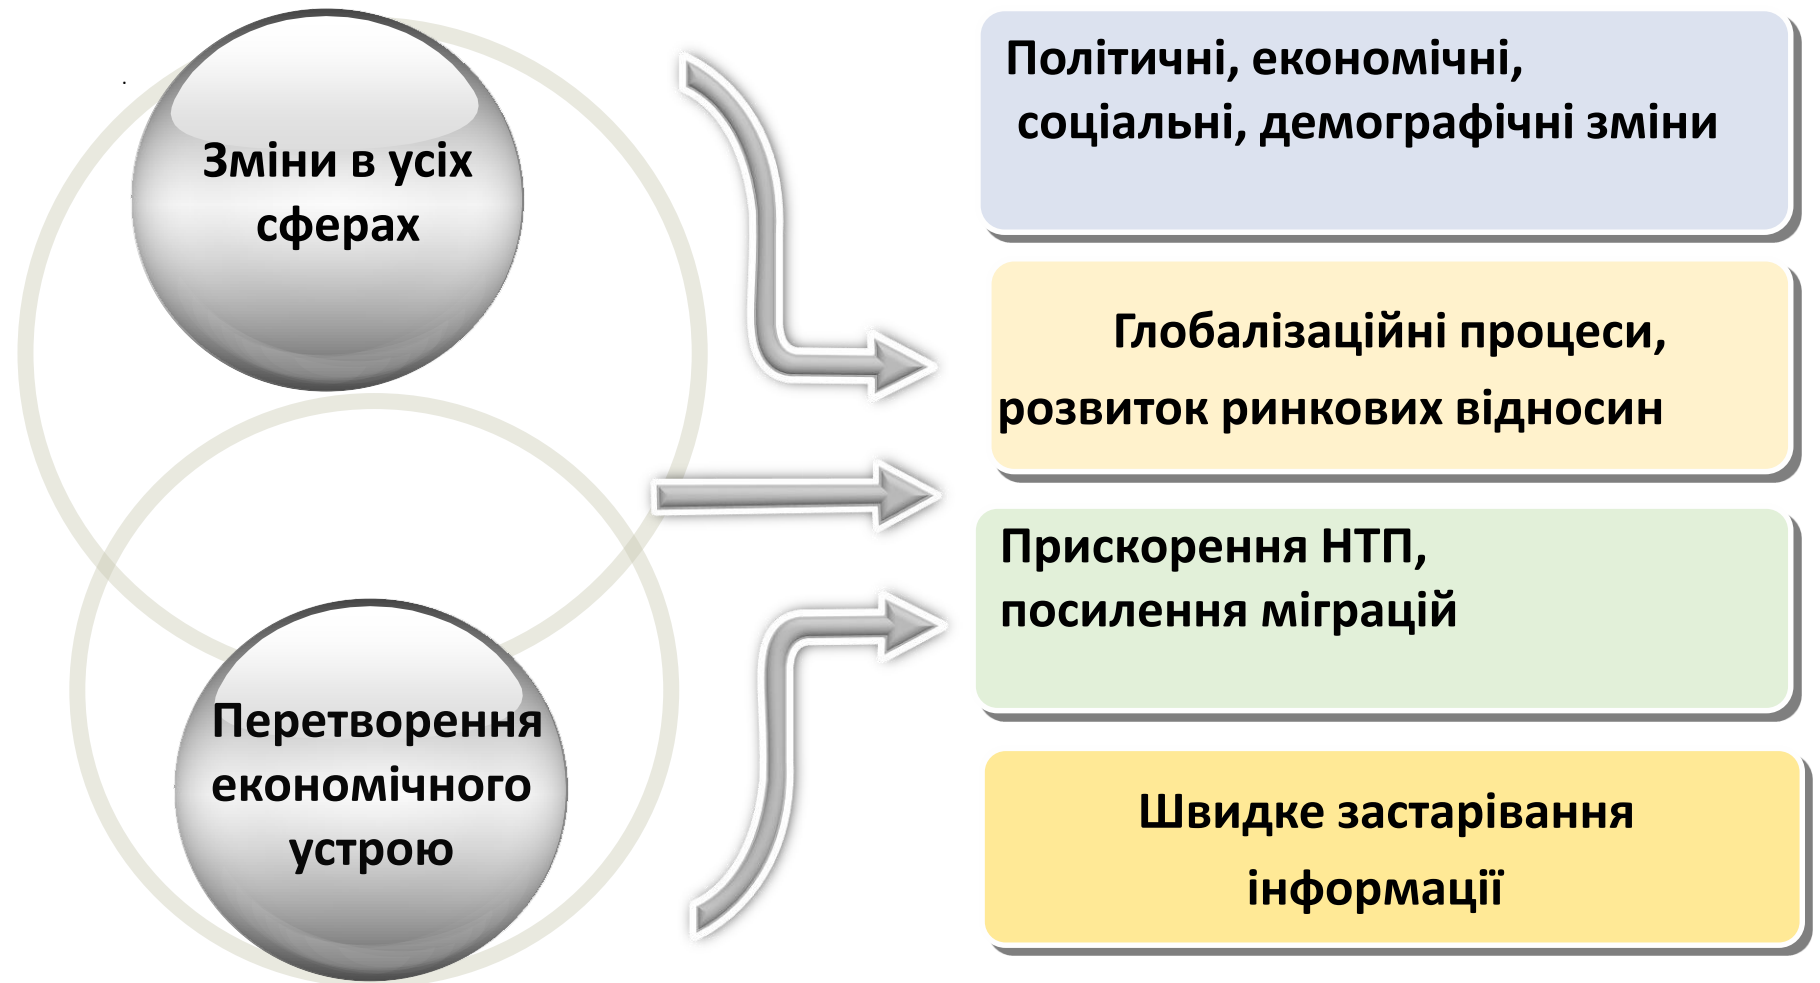 Зміни в усіх
сферах
Перетворення
економічного
устрою
Політичні, економічні,
соціальні, демографічні зміни
Глобалізаційні процеси,
розвиток ринкових відносин
Прискорення НТП,
посилення міграцій
Швидке застарівання
інформації